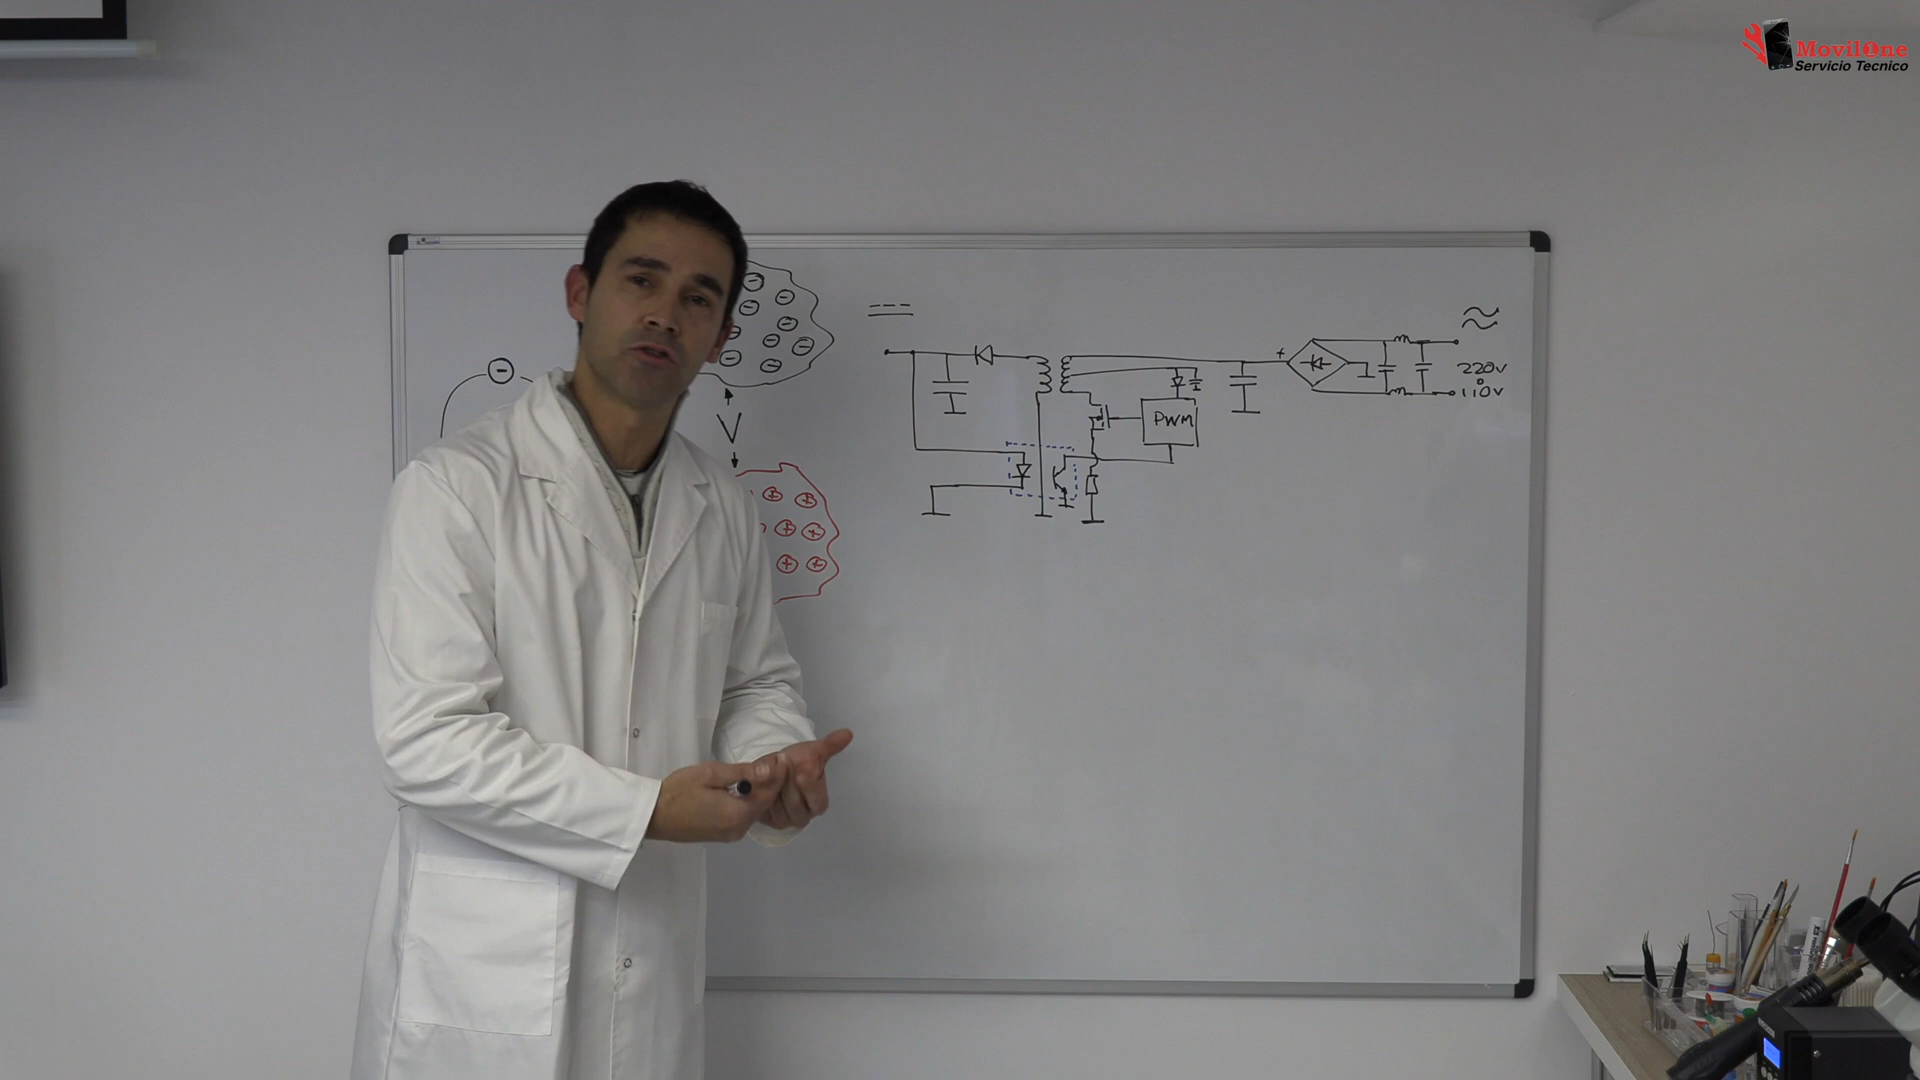 Movilone
Servicio Tecnico
V
PWM
220V
o
110V